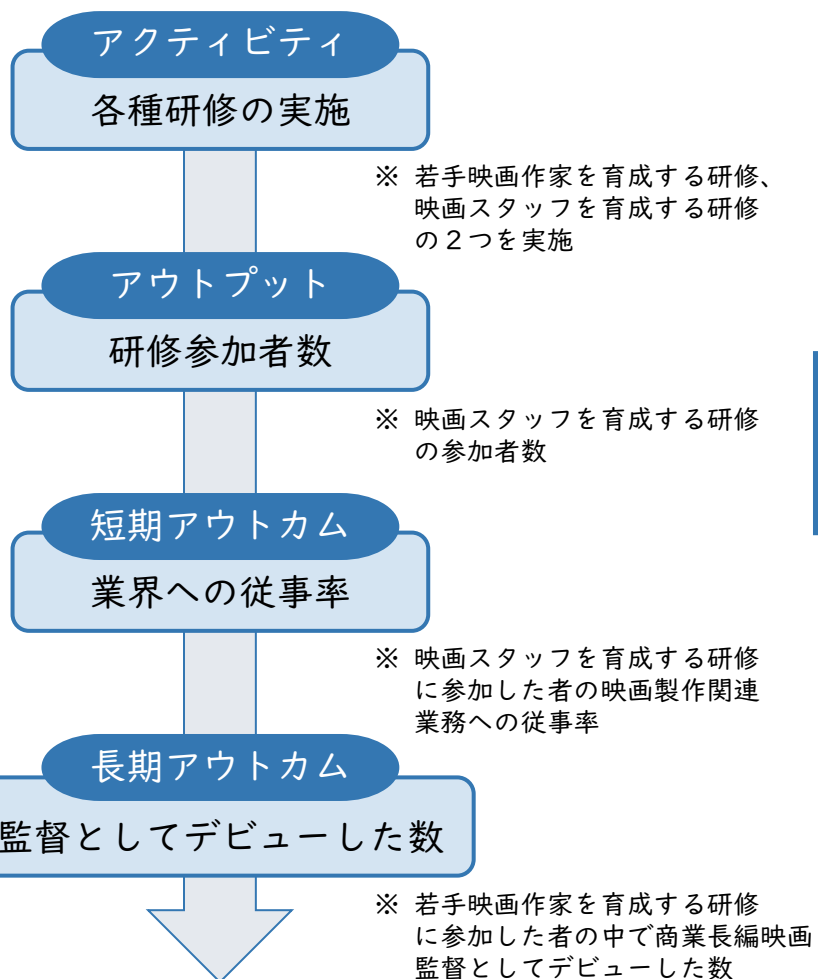 アクティビティ
各種研修の実施
※ 若手映画作家を育成する研修、
映画スタッフを育成する研修
の２つを実施
アウトプット
研修参加者数
※ 映画スタッフを育成する研修
の参加者数
短期アウトカム
業界への従事率
※ 映画スタッフを育成する研修
に参加した者の映画製作関連
業務への従事率
長期アウトカム
監督としてデビューした数
※ 若手映画作家を育成する研修
に参加した者の中で商業長編映画
監督としてデビューした数